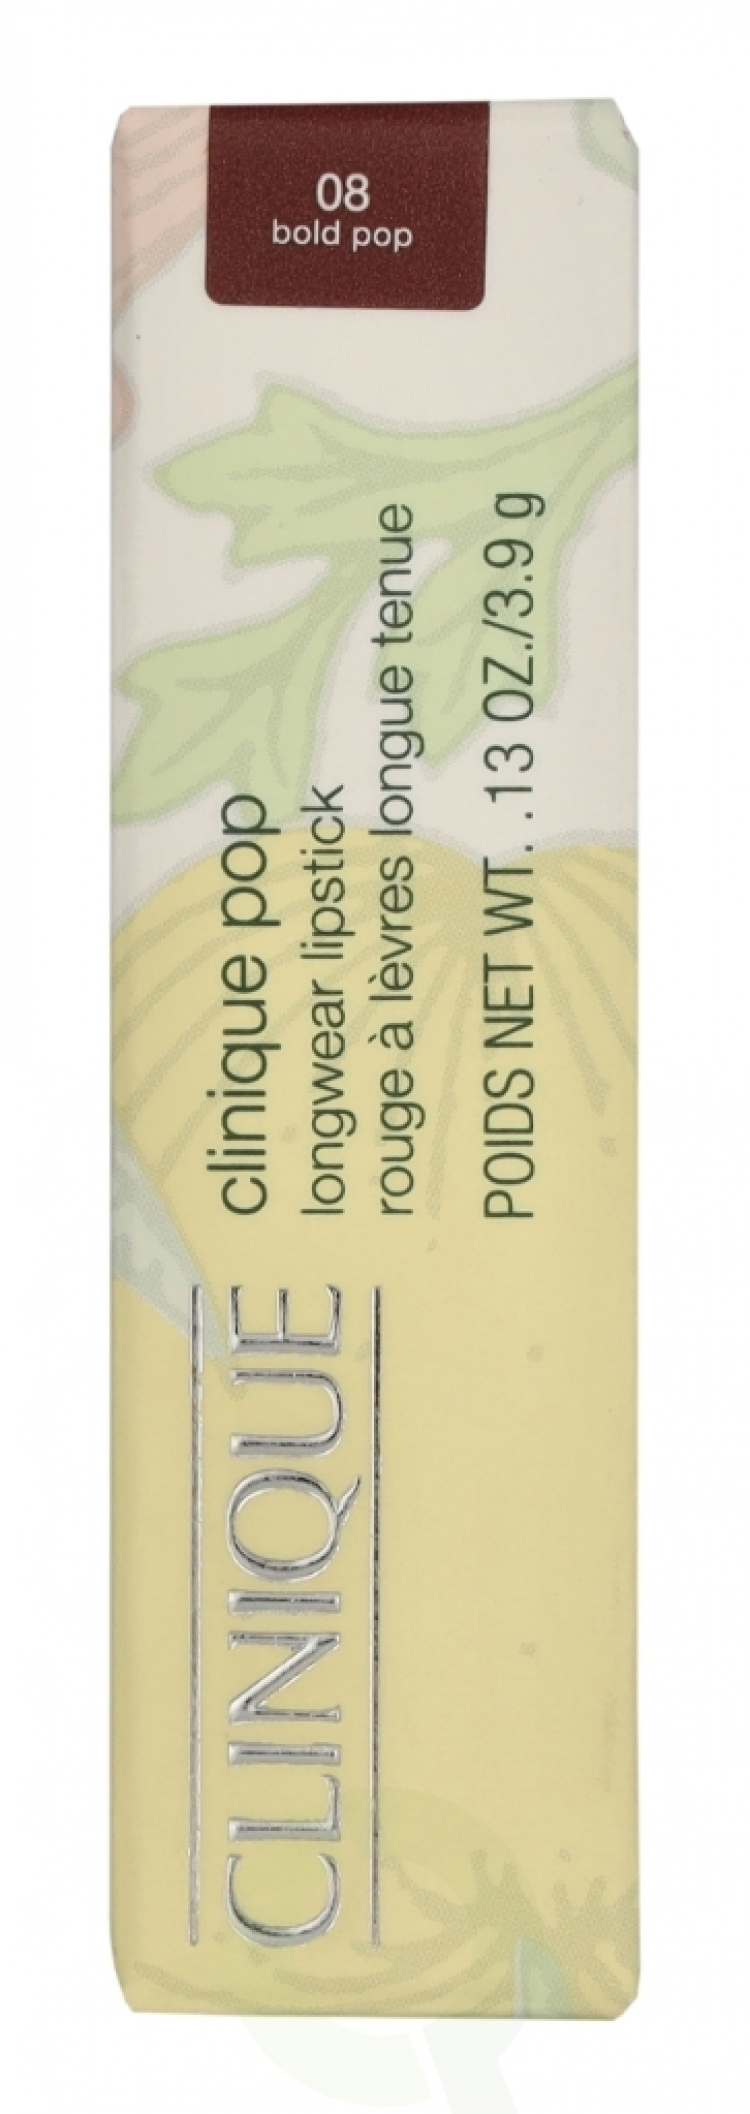 08
bold pop
clinique pop
longwear lipstick
rouge à lèvres longue tenue
POIDS NET WT. .13 OZ./3.9 g
CLINIQUE